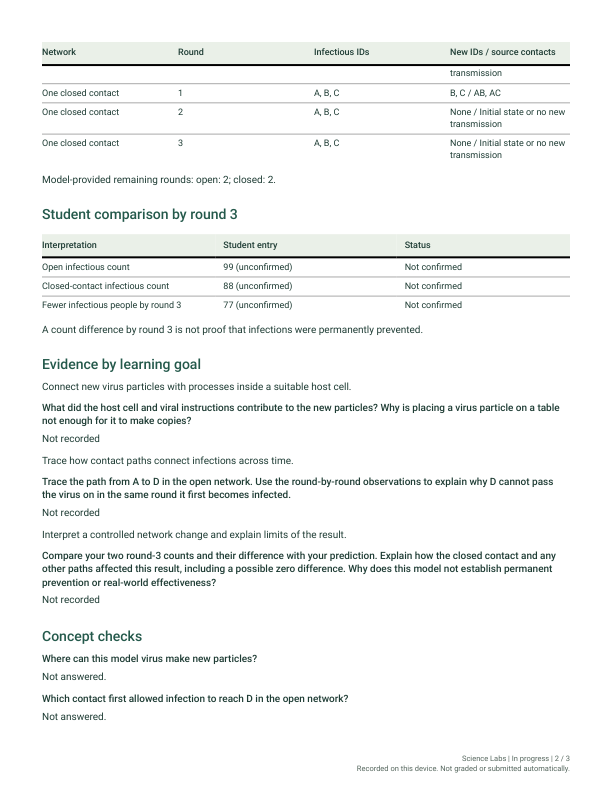 Network Round Infectious IDs New IDs / source contacts
transmission
One closed contact 1 A, B, C B, C / AB, AC
One closed contact 2 A, B, C None / Initial state or no new
transmission
One closed contact 3 A, B, C None / Initial state or no new
transmission
Model-provided remaining rounds: open: 2; closed: 2.
Student comparison by round 3
Interpretation Student entry Status
Open infectious count 99 (unconfirmed) Not confirmed
Closed-contact infectious count 88 (unconfirmed) Not confirmed
Fewer infectious people by round 3 77 (unconfirmed) Not confirmed
A count difference by round 3 is not proof that infections were permanently prevented.
Evidence by learning goal
Connect new virus particles with processes inside a suitable host cell.
What did the host cell and viral instructions contribute to the new particles? Why is placing a virus particle on a table
not enough for it to make copies?
Not recorded
Trace how contact paths connect infections across time.
Trace the path from A to D in the open network. Use the round-by-round observations to explain why D cannot pass
the virus on in the same round it first becomes infected.
Not recorded
Interpret a controlled network change and explain limits of the result.
Compare your two round-3 counts and their difference with your prediction. Explain how the closed contact and any
other paths affected this result, including a possible zero difference. Why does this model not establish permanent
prevention or real-world effectiveness?
Not recorded
Concept checks
Where can this model virus make new particles?
Not answered.
Which contact first allowed infection to reach D in the open network?
Not answered.
Science Labs | In progress | 2 / 3
Recorded on this device. Not graded or submitted automatically.